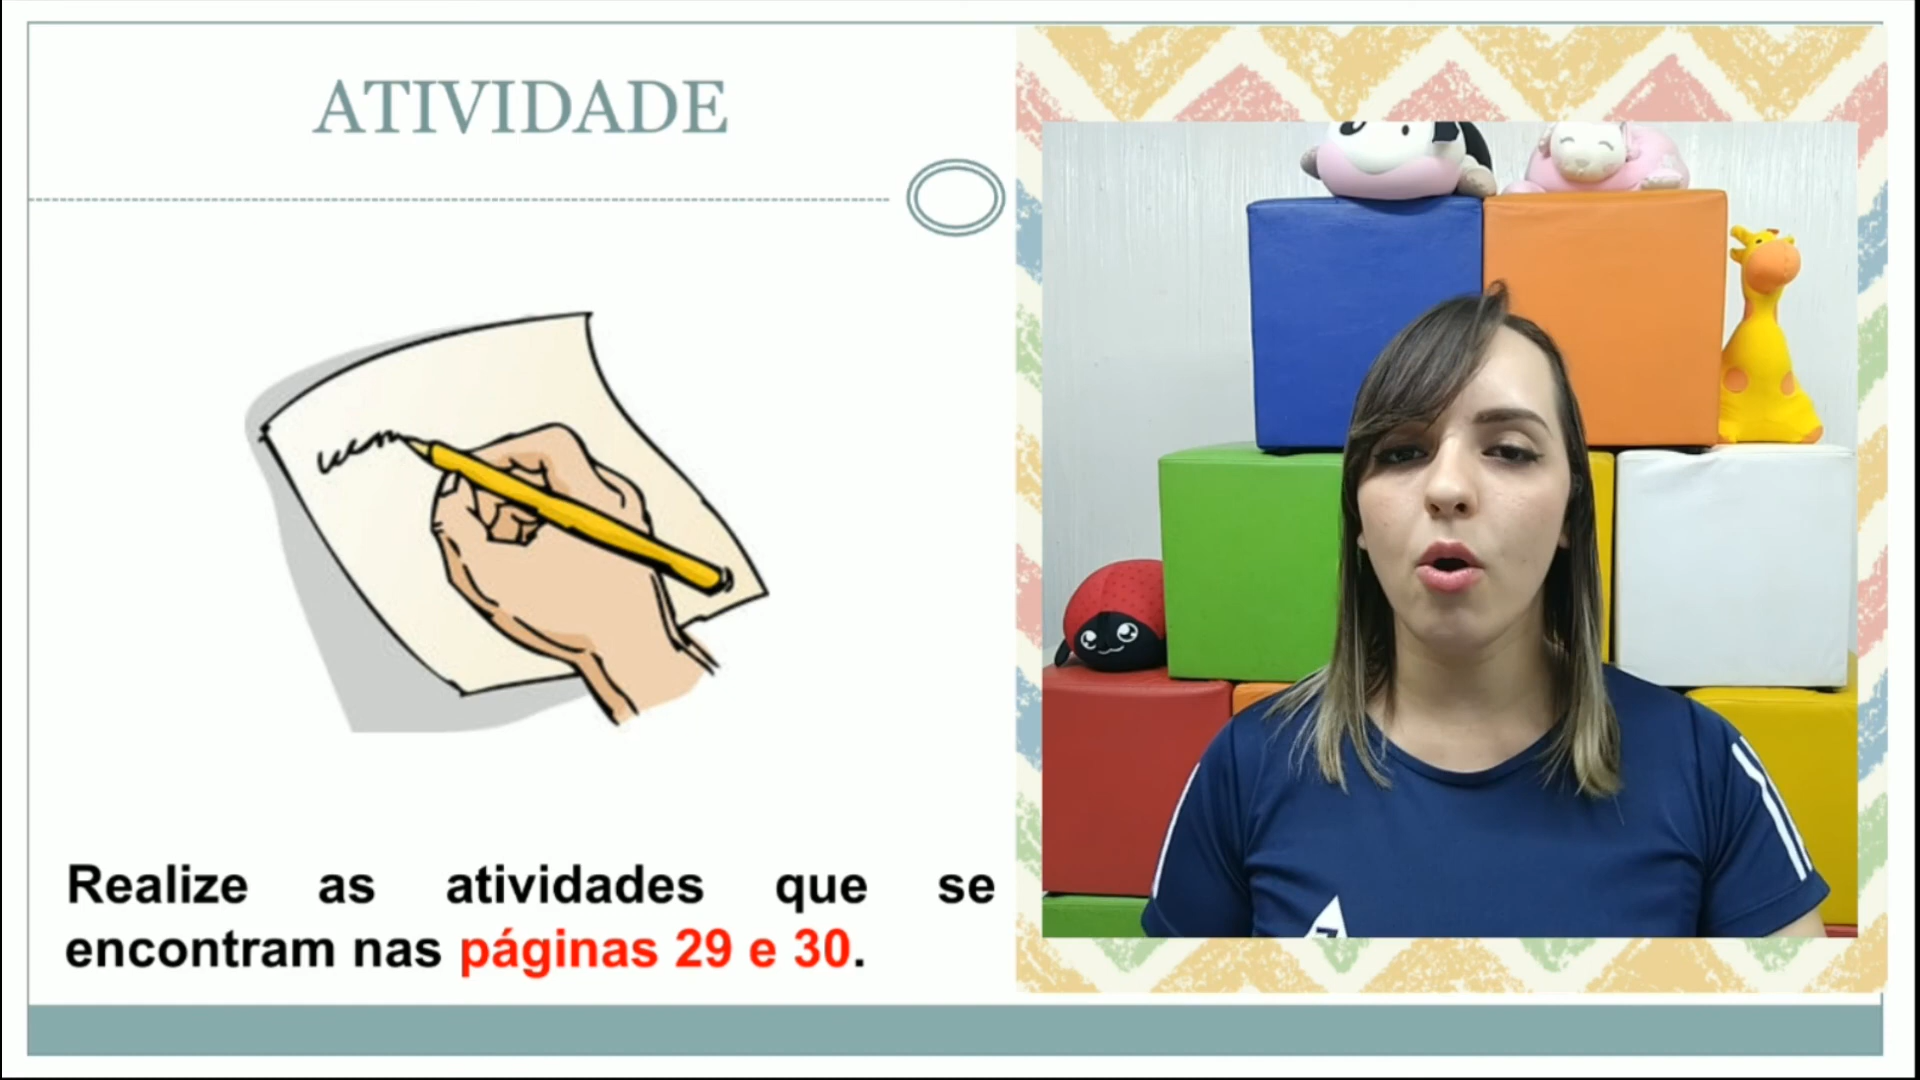 ATIVIDADE
Realize as atividades que se
encontram nas páginas 29 e 30.